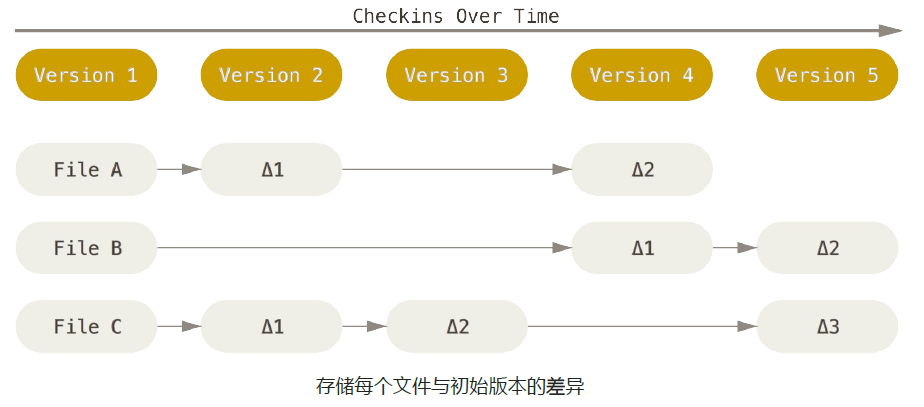 Checkins Over Time
Version 1 Version 2 Version 3 Version 4 Version 5
File A Δ1 Δ2
File B Δ1 Δ2
File C Δ1 Δ2 Δ3
存储每个文件与初始版本的差异